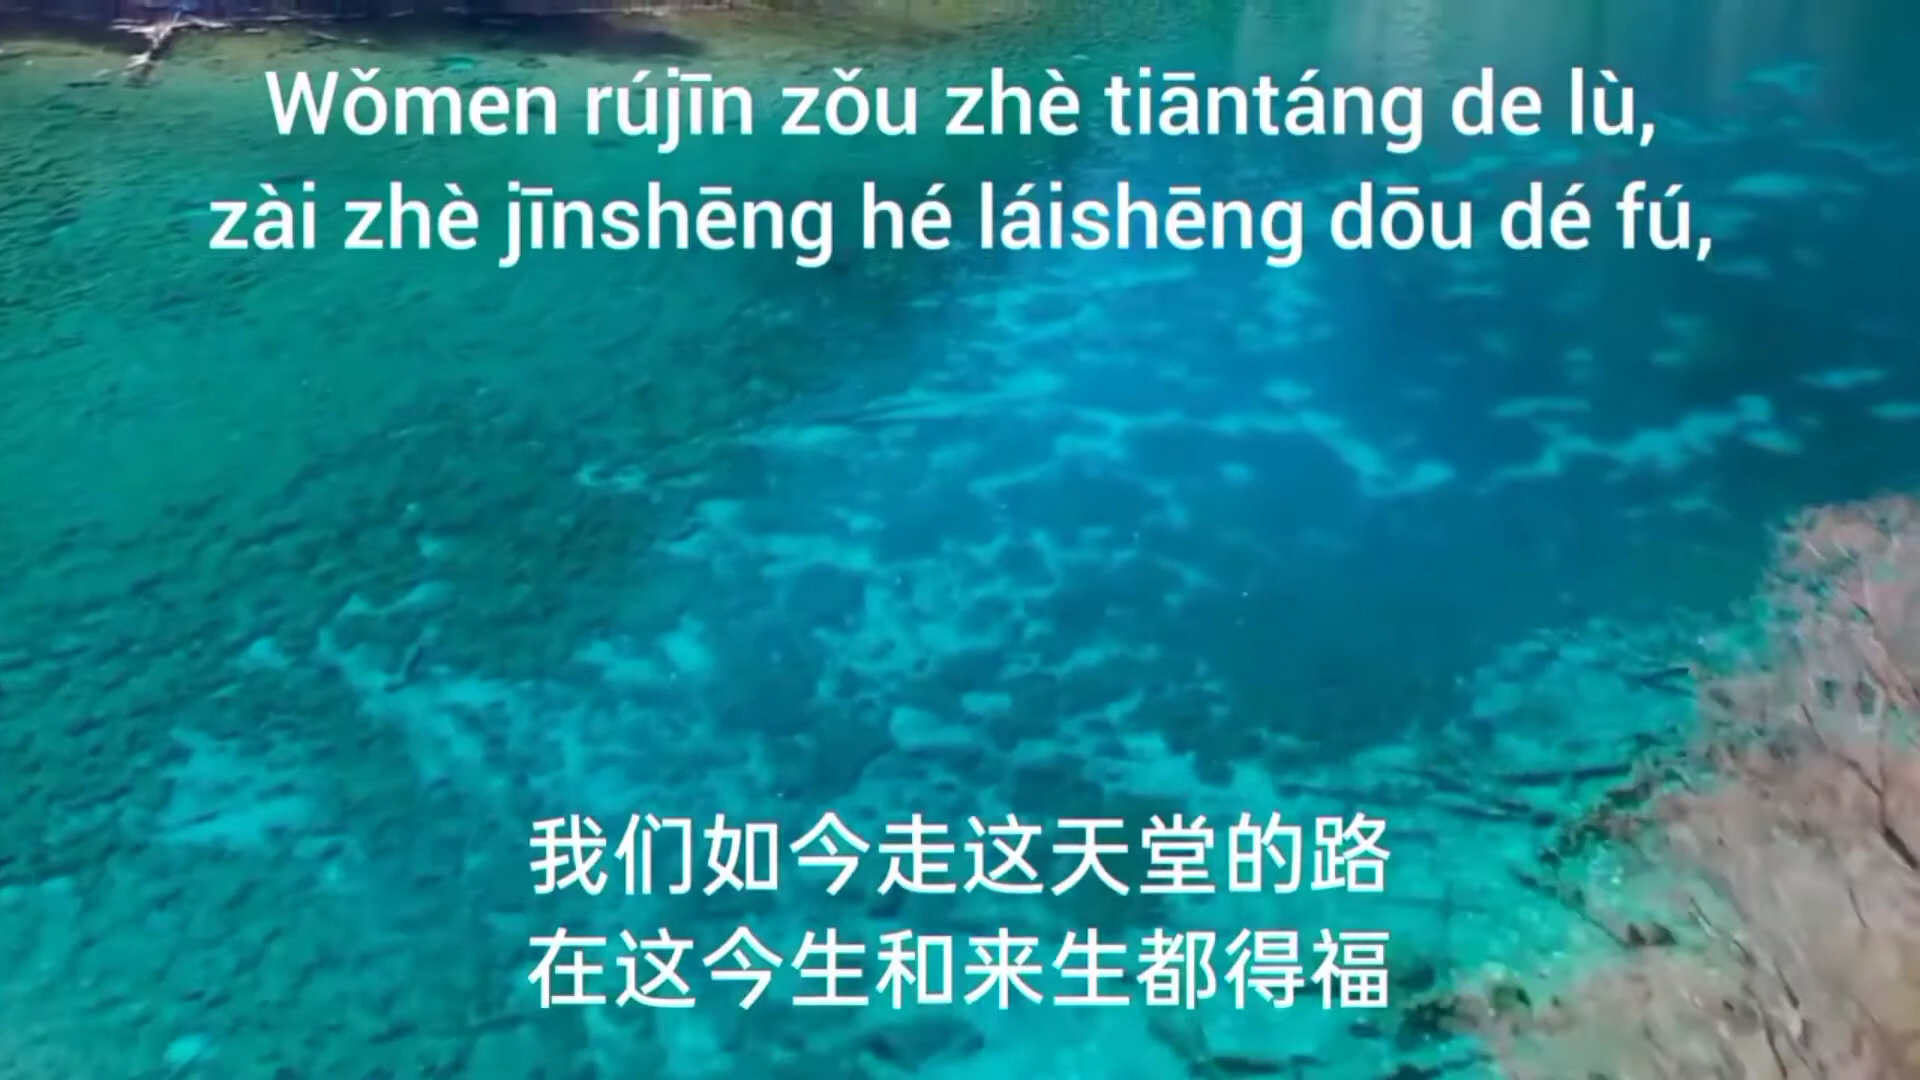 Wǒmen rújīn zǒu zhè tiāntáng de lù,
zài zhè jīnshēng hé láishēng dōu dé fú,
我们如今走这天堂的路
在这今生和来生都得福